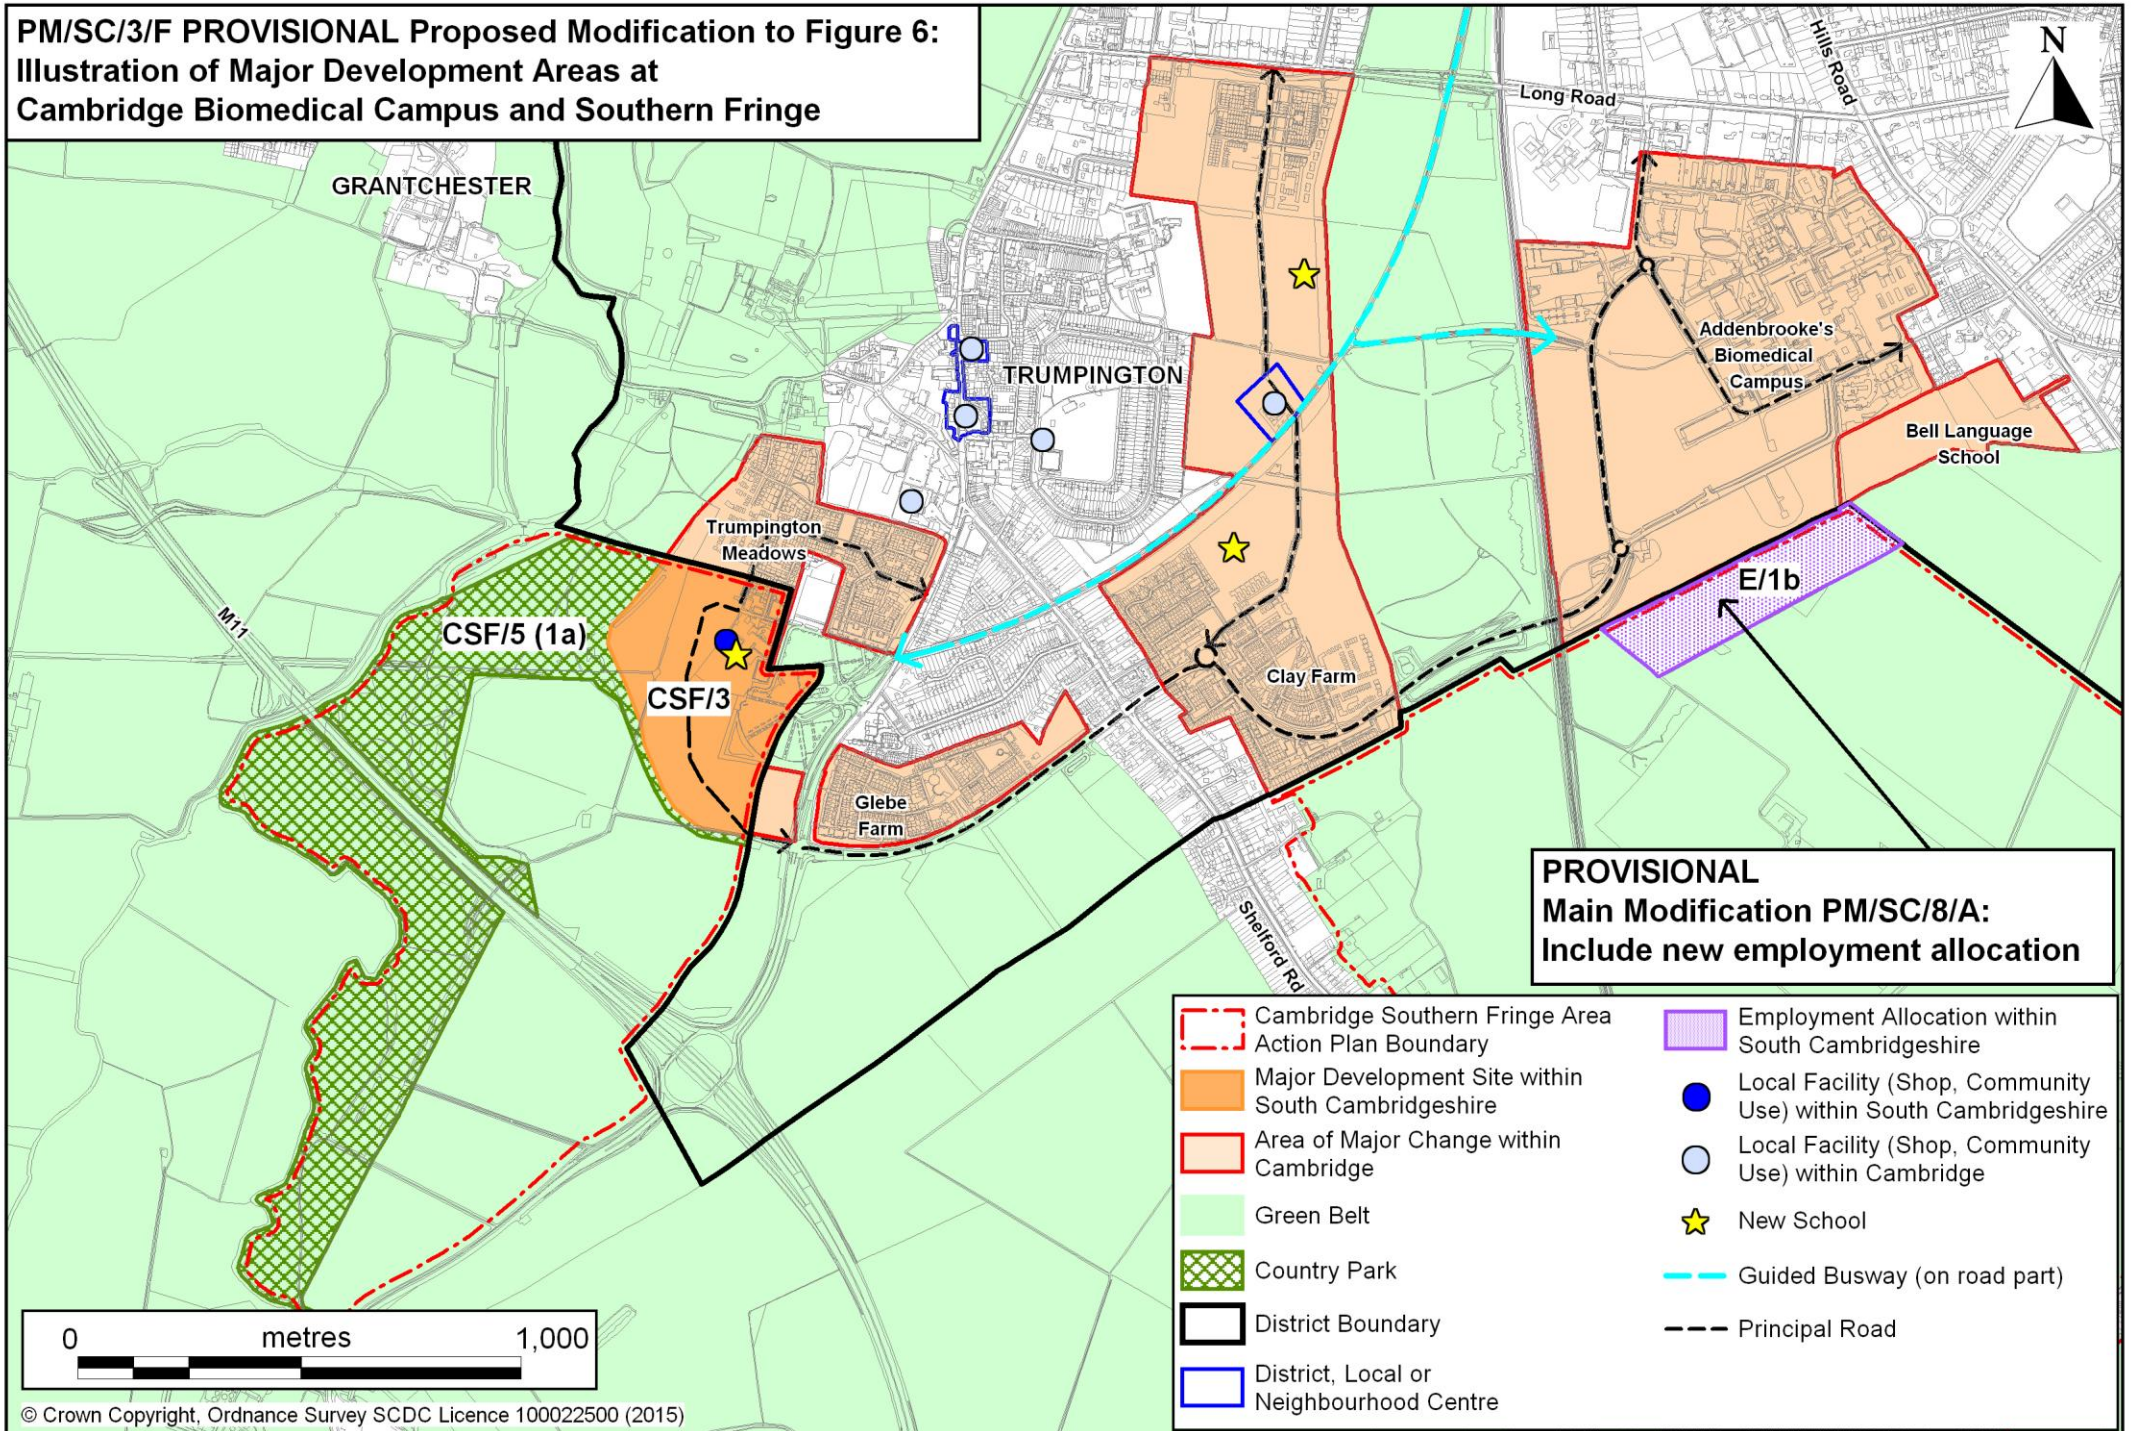 PM/SC/3/F PROVISIONAL Proposed Modification to Figure 6:
Illustration of Major Development Areas at
Cambridge Biomedical Campus and Southern Fringe
N
Hills Road
Long Road
GRANTCHESTER
TRUMPINGTON
Addenbrooke's
Biomedical
Campus
Bell Language
School
Trumpington
Meadows
M11
CSF/5 (1a)
CSF/3
E/1b
Clay Farm
Glebe
Farm
Shelford Rd
PROVISIONAL
Main Modification PM/SC/8/A:
Include new employment allocation
Cambridge Southern Fringe Area
Action Plan Boundary
Major Development Site within
South Cambridgeshire
Area of Major Change within
Cambridge
Green Belt
Country Park
District Boundary
District, Local or
Neighbourhood Centre
Employment Allocation within
South Cambridgeshire
Local Facility (Shop, Community
Use) within South Cambridgeshire
Local Facility (Shop, Community
Use) within Cambridge
New School
Guided Busway (on road part)
Principal Road
0 metres 1,000
© Crown Copyright, Ordnance Survey SCDC Licence 100022500 (2015)